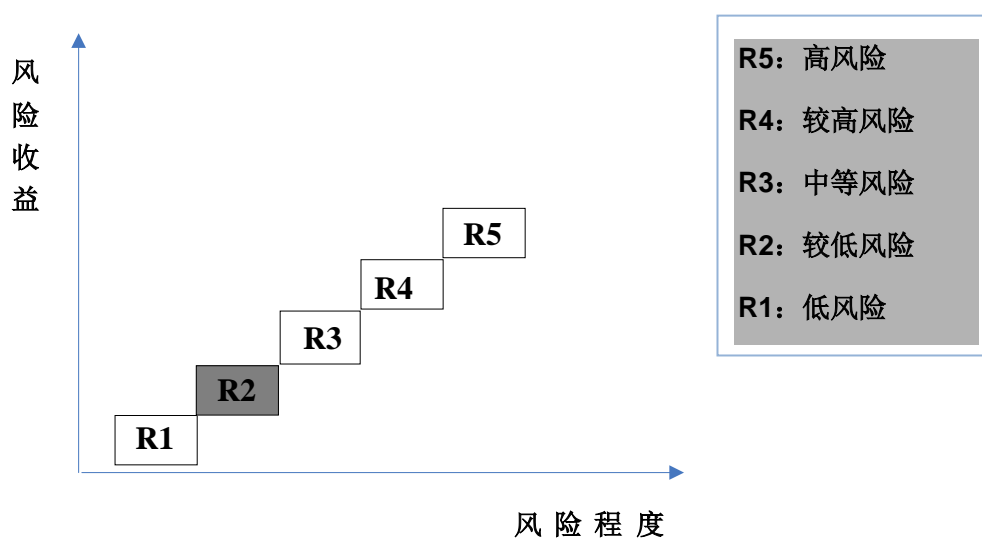 风
险
收
益
R5
R4
R3
R2
R1
风 险 程 度
R5：高风险
R4：较高风险
R3：中等风险
R2：较低风险
R1：低风险